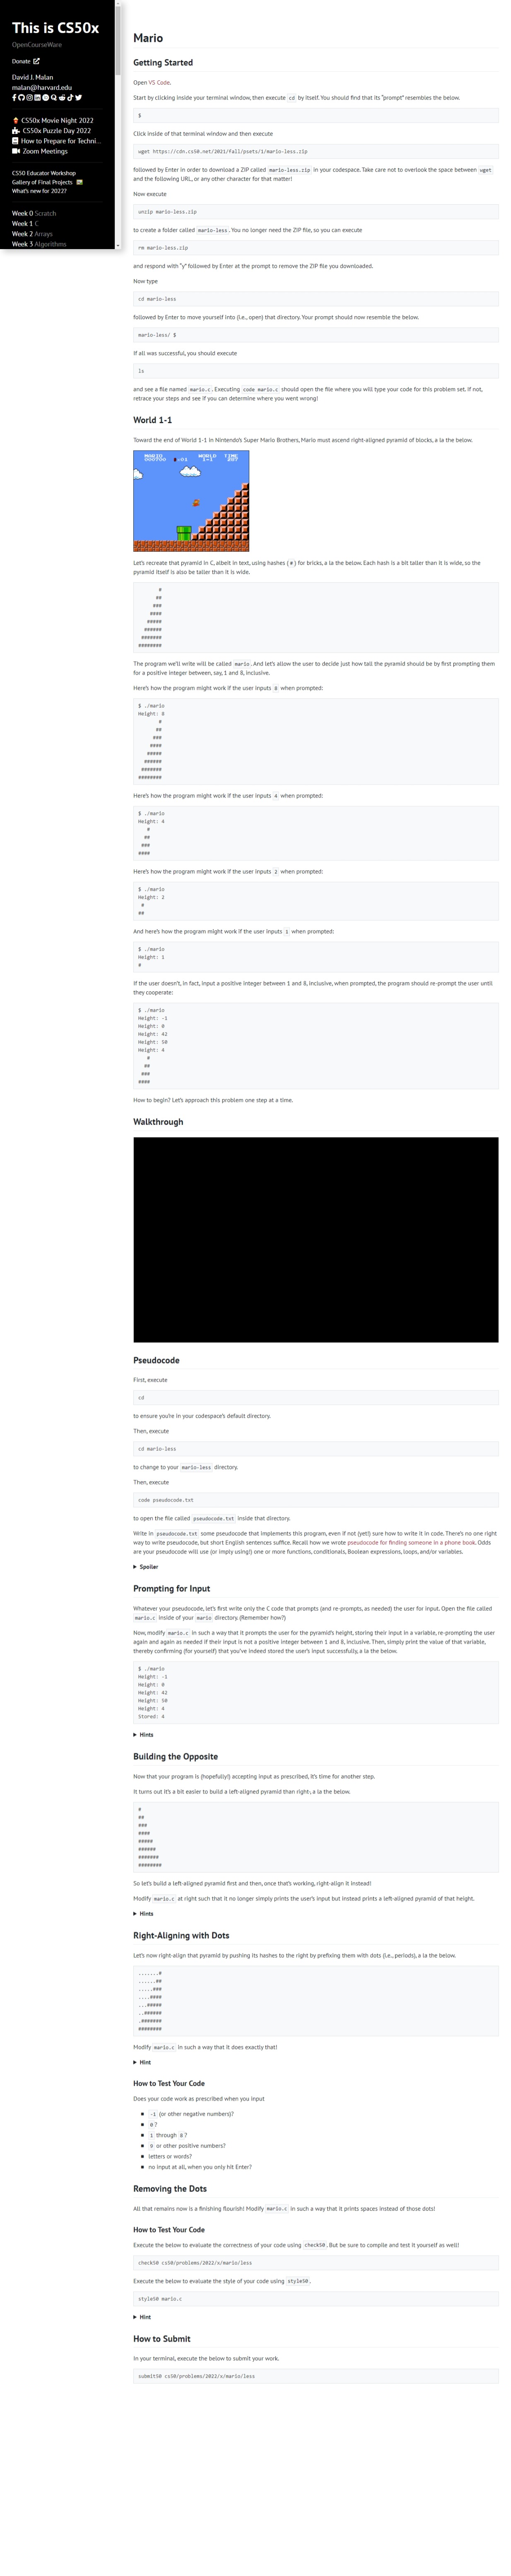 This is CS50x
OpenCourseWare
Donate
David J. Malan
malan@harvard.edu
CS50x Movie Night 2022
CS50x Puzzle Day 2022
How to Prepare for Techni…
Zoom Meetings
CS50 Educator Workshop
Gallery of Final Projects
What's new for 2022?
Week 0 Scratch
Week 1 C
Week 2 Arrays
Week 3 Algorithms
Mario
Getting Started
Open VS Code.
Start by clicking inside your terminal window, then execute cd by itself. You should find that its "prompt" resembles the below.
$
Click inside of that terminal window and then execute
wget https://cdn.cs50.net/2021/fall/psets/1/mario-less.zip
followed by Enter in order to download a ZIP called mario-less.zip in your codespace. Take care not to overlook the space between wget
and the following URL, or any other character for that matter!
Now execute
unzip mario-less.zip
to create a folder called mario-less. You no longer need the ZIP file, so you can execute
rm mario-less.zip
and respond with "y" followed by Enter at the prompt to remove the ZIP file you downloaded.
Now type
cd mario-less
followed by Enter to move yourself into (i.e., open) that directory. Your prompt should now resemble the below.
mario-less/ $
If all was successful, you should execute
ls
and see a file named mario.c. Executing code mario.c should open the file where you will type your code for this problem set. If not,
retrace your steps and see if you can determine where you went wrong!
World 1-1
Toward the end of World 1-1 in Nintendo's Super Mario Brothers, Mario must ascend right-aligned pyramid of blocks, a la the below.
MARIO WORLD TIME
1-1
Let's recreate that pyramid in C, albeit in text, using hashes (#) for bricks, a la the below. Each hash is a bit taller than it is wide, so the
pyramid itself is also be taller than it is wide.
       #
      ##
     ###
    ####
   #####
  ######
 #######
########
The program we'll write will be called mario. And let's allow the user to decide just how tall the pyramid should be by first prompting them
for a positive integer between, say, 1 and 8, inclusive.
Here's how the program might work if the user inputs 8 when prompted:
$ ./mario
Height: 8
       #
      ##
     ###
    ####
   #####
  ######
 #######
########
Here's how the program might work if the user inputs 4 when prompted:
$ ./mario
Height: 4
   #
  ##
 ###
####
Here's how the program might work if the user inputs 2 when prompted:
$ ./mario
Height: 2
 #
##
And here's how the program might work if the user inputs 1 when prompted:
$ ./mario
Height: 1
#
If the user doesn't, in fact, input a positive integer between 1 and 8, inclusive, when prompted, the program should re-prompt the user until
they cooperate:
$ ./mario
Height: -1
Height: 0
Height: 42
Height: 50
Height: 4
   #
  ##
 ###
####
How to begin? Let's approach this problem one step at a time.
Walkthrough
Pseudocode
First, execute
cd
to ensure you're in your codespace's default directory.
Then, execute
cd mario-less
to change to your mario-less directory.
Then, execute
code pseudocode.txt
to open the file called pseudocode.txt inside that directory.
Write in pseudocode.txt some pseudocode that implements this program, even if not (yet!) sure how to write it in code. There's no one right
way to write pseudocode, but short English sentences suffice. Recall how we wrote pseudocode for finding someone in a phone book. Odds
are your pseudocode will use (or imply using!) one or more functions, conditionals, Boolean expressions, loops, and/or variables.
Spoiler
Prompting for Input
Whatever your pseudocode, let's first write only the C code that prompts (and re-prompts, as needed) the user for input. Open the file called
mario.c inside of your mario directory. (Remember how?)
Now, modify mario.c in such a way that it prompts the user for the pyramid's height, storing their input in a variable, re-prompting the user
again and again as needed if their input is not a positive integer between 1 and 8, inclusive. Then, simply print the value of that variable,
thereby confirming (for yourself) that you've indeed stored the user's input successfully, a la the below.
$ ./mario
Height: -1
Height: 0
Height: 42
Height: 50
Height: 4
Stored: 4
Hints
Building the Opposite
Now that your program is (hopefully!) accepting input as prescribed, it's time for another step.
It turns out it's a bit easier to build a left-aligned pyramid than right-, a la the below.
#
##
###
####
#####
######
#######
########
So let's build a left-aligned pyramid first and then, once that's working, right-align it instead!
Modify mario.c at right such that it no longer simply prints the user's input but instead prints a left-aligned pyramid of that height.
Hints
Right-Aligning with Dots
Let's now right-align that pyramid by pushing its hashes to the right by prefixing them with dots (i.e., periods), a la the below.
.......#
......##
.....###
....####
...#####
..######
.#######
########
Modify mario.c in such a way that it does exactly that!
Hint
How to Test Your Code
Does your code work as prescribed when you input
-1 (or other negative numbers)?
0?
1 through 8?
9 or other positive numbers?
letters or words?
no input at all, when you only hit Enter?
Removing the Dots
All that remains now is a finishing flourish! Modify mario.c in such a way that it prints spaces instead of those dots!
How to Test Your Code
Execute the below to evaluate the correctness of your code using check50. But be sure to compile and test it yourself as well!
check50 cs50/problems/2022/x/mario/less
Execute the below to evaluate the style of your code using style50.
style50 mario.c
Hint
How to Submit
In your terminal, execute the below to submit your work.
submit50 cs50/problems/2022/x/mario/less